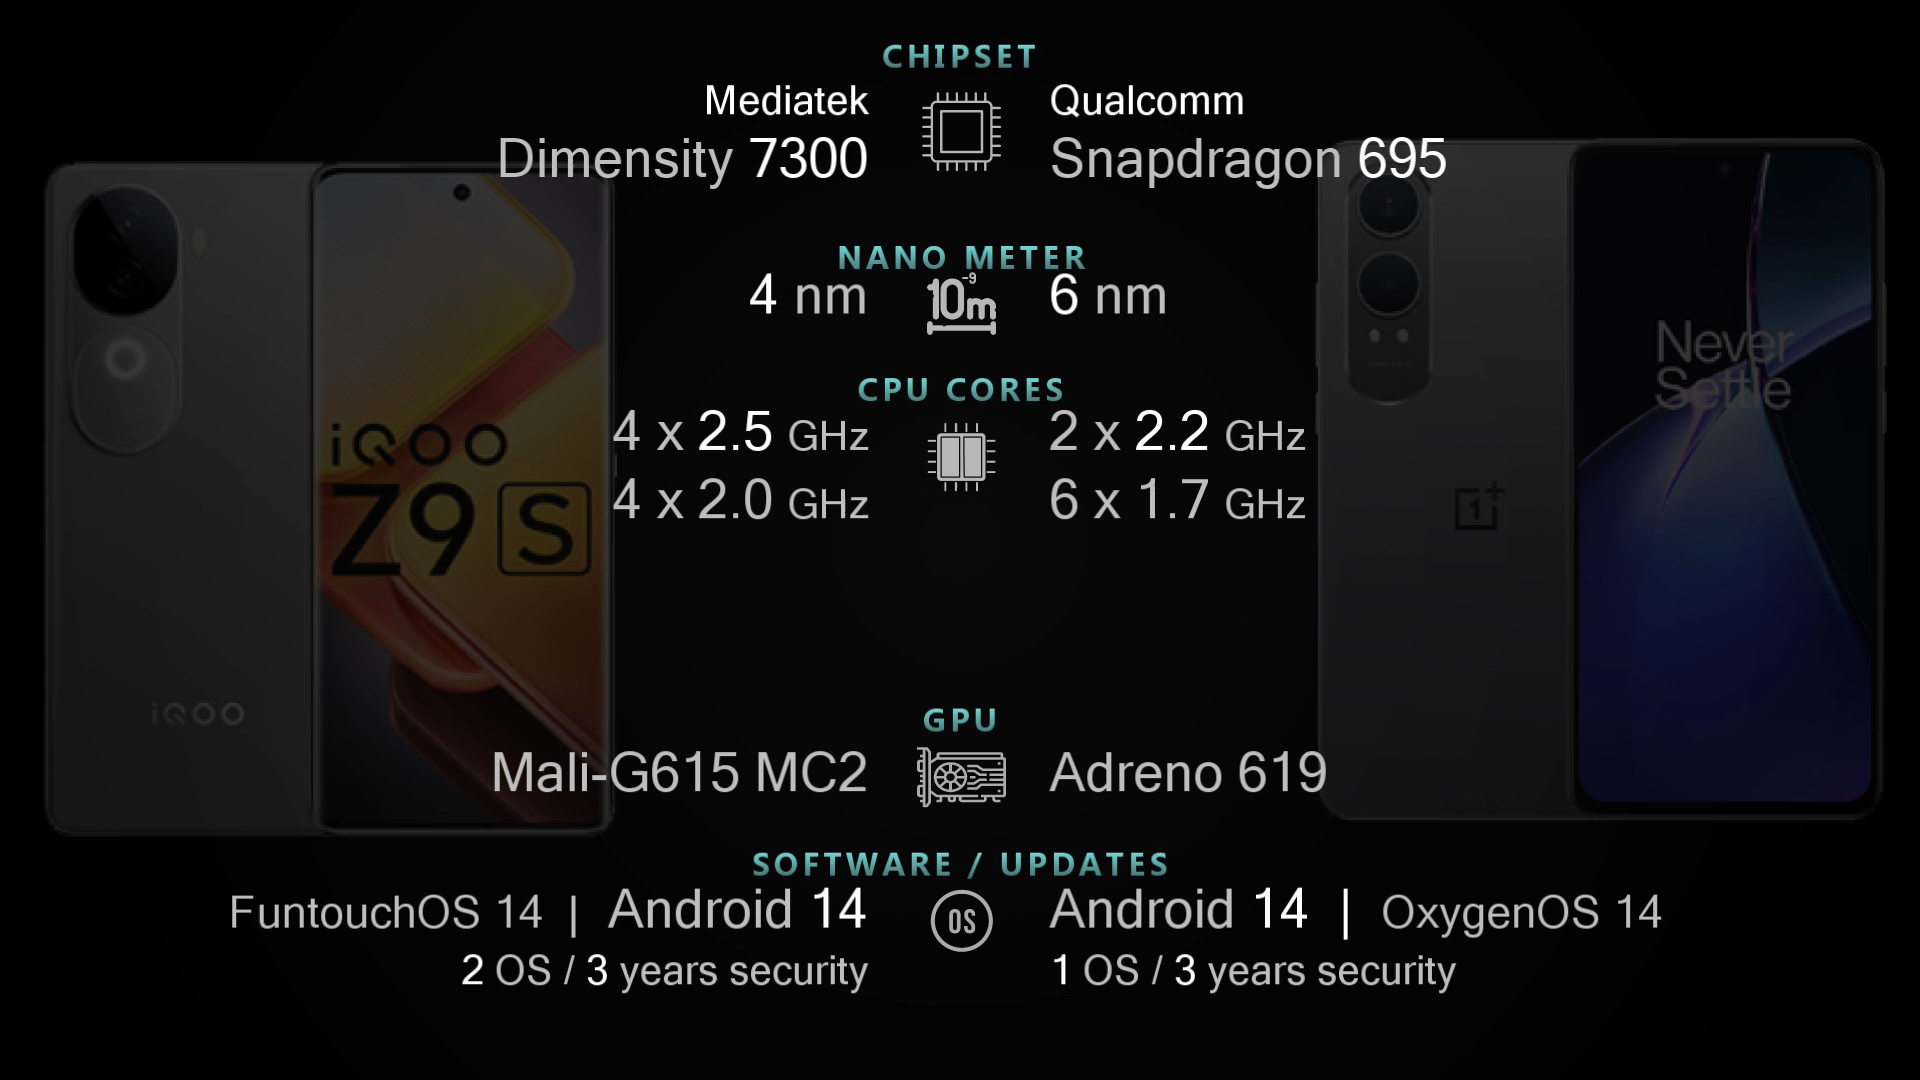 CHIPSET
Mediatek Qualcomm
Dimensity 7300 Snapdragon 695
NANO METER
4 nm 10⁻⁹m 6 nm
CPU CORES
4 x 2.5 GHz 2 x 2.2 GHz
4 x 2.0 GHz 6 x 1.7 GHz
iQOO
Z9 S
Never
Settle
1+
iQOO
GPU
Mali-G615 MC2 Adreno 619
SOFTWARE / UPDATES
FuntouchOS 14 | Android 14 OS Android 14 | OxygenOS 14
2 OS / 3 years security 1 OS / 3 years security